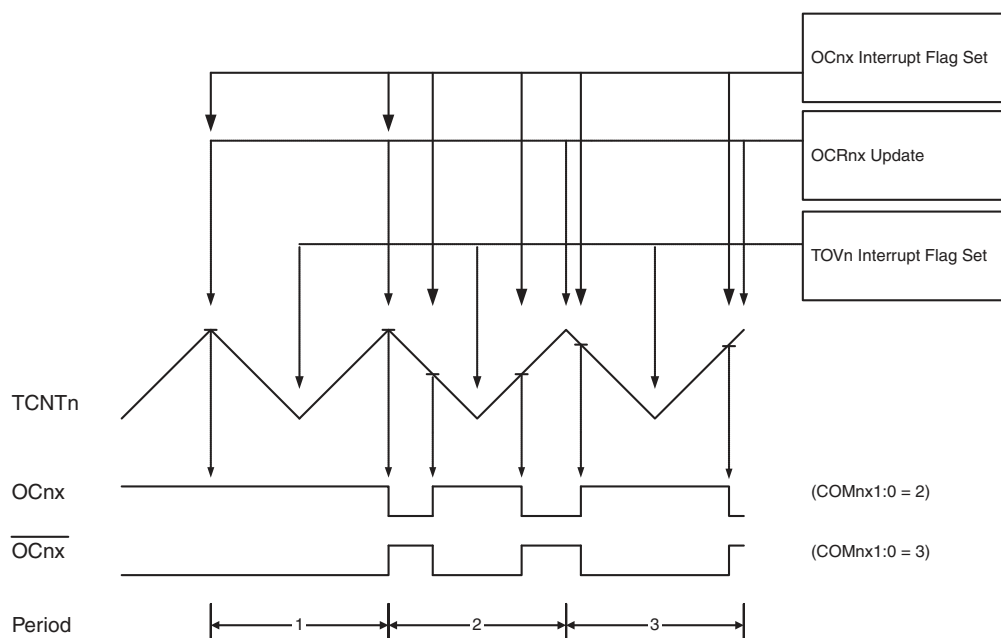 OCnx Interrupt Flag Set
OCRnx Update
TOVn Interrupt Flag Set
TCNTn
OCnx
(COMnx1:0 = 2)
OCnx
(COMnx1:0 = 3)
Period
1
2
3